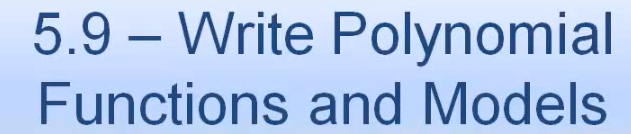 5.9 – Write Polynomial
Functions and Models